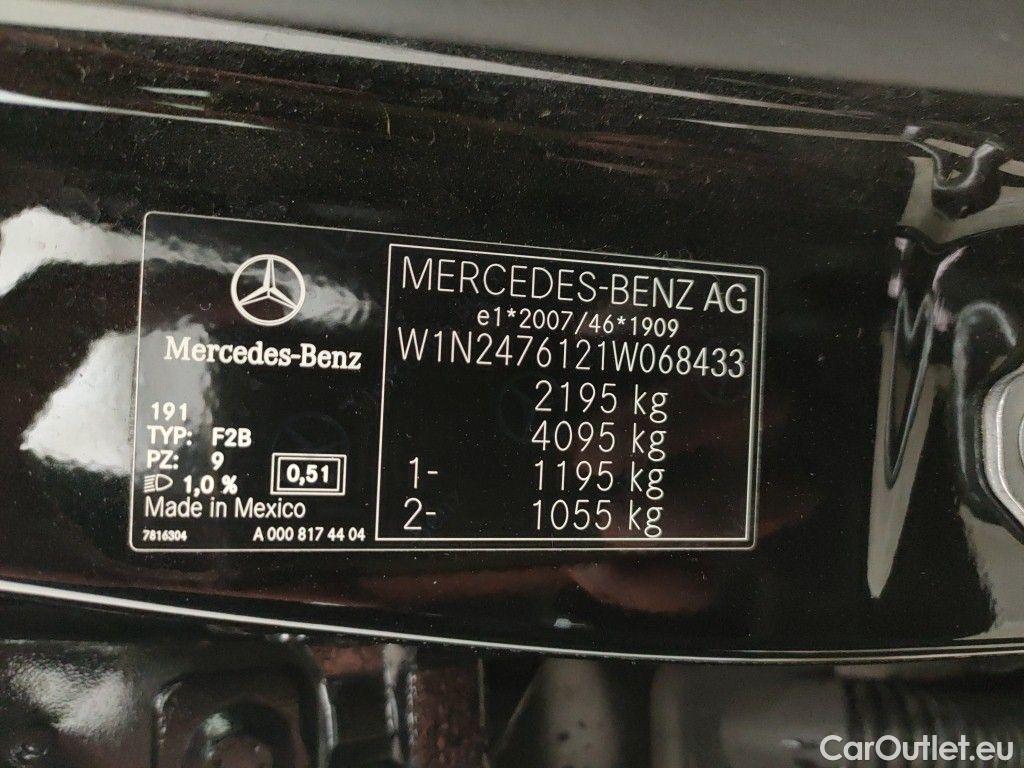 Mercedes-Benz
191
TYP: F2B
PZ: 9
1,0 %
0,51
Made in Mexico
7816304 A 000 817 44 04
MERCEDES-BENZ AG
e1*2007/46*1909
W1N2476121W068433
2195 kg
4095 kg
1- 1195 kg
2- 1055 kg
CarOutlet.eu